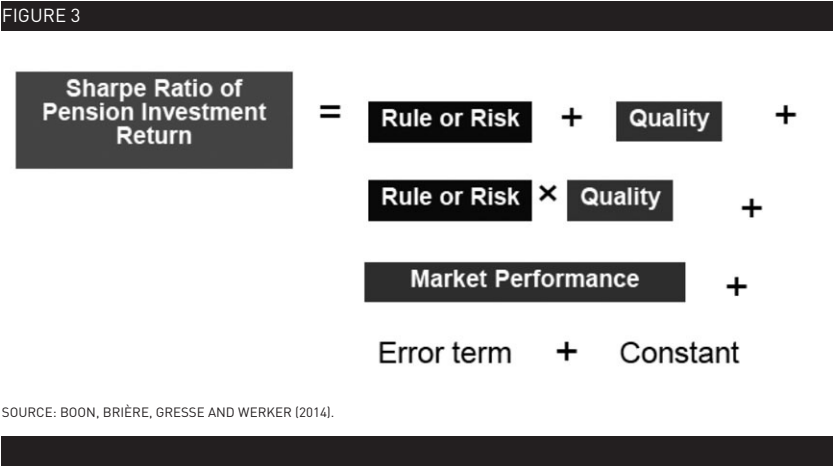 FIGURE 3
Sharpe Ratio of
Pension Investment
Return
= Rule or Risk + Quality +
Rule or Risk × Quality +
Market Performance +
Error term + Constant
SOURCE: BOON, BRIÈRE, GRESSE AND WERKER (2014).